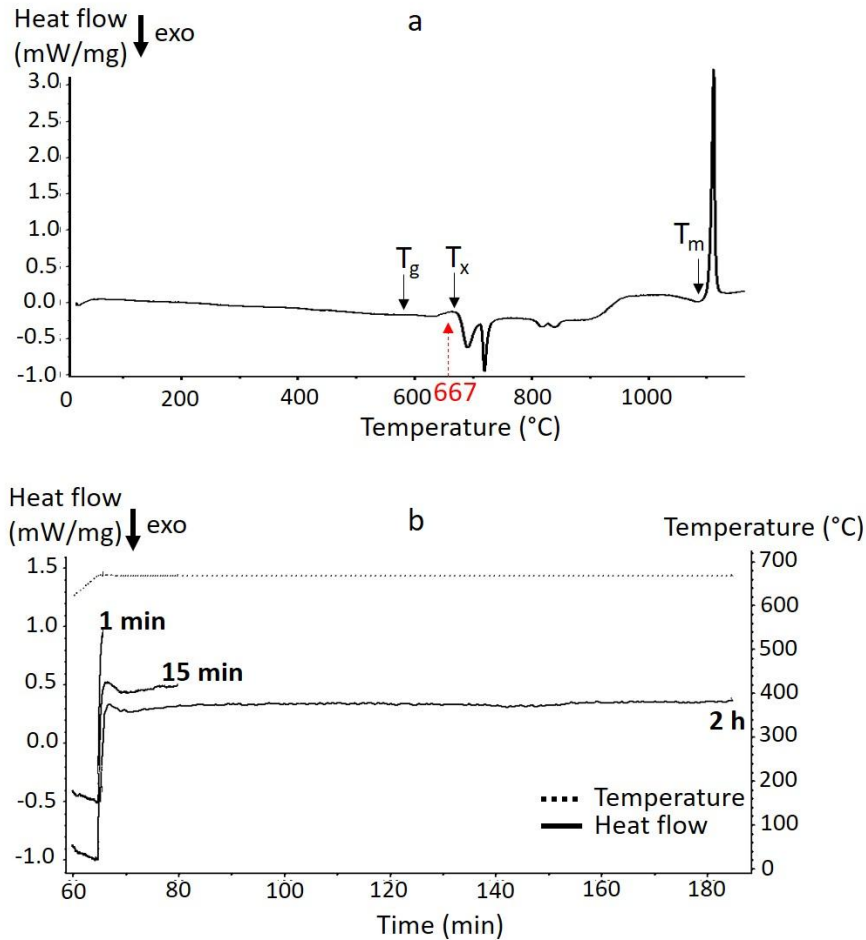 Heat flow
(mW/mg)
exo
a
3.0
2.5
2.0
1.5
1.0
0.5
0.0
-0.5
-1.0
Tg
Tx
Tm
667
0 200 400 600 800 1000
Temperature (°C)
Heat flow
(mW/mg)
exo
b
Temperature (°C)
1.5
1.0
0.5
0.0
-0.5
-1.0
1 min
15 min
2 h
Temperature
Heat flow
700
600
500
400
300
200
100
0
60 80 100 120 140 160 180
Time (min)